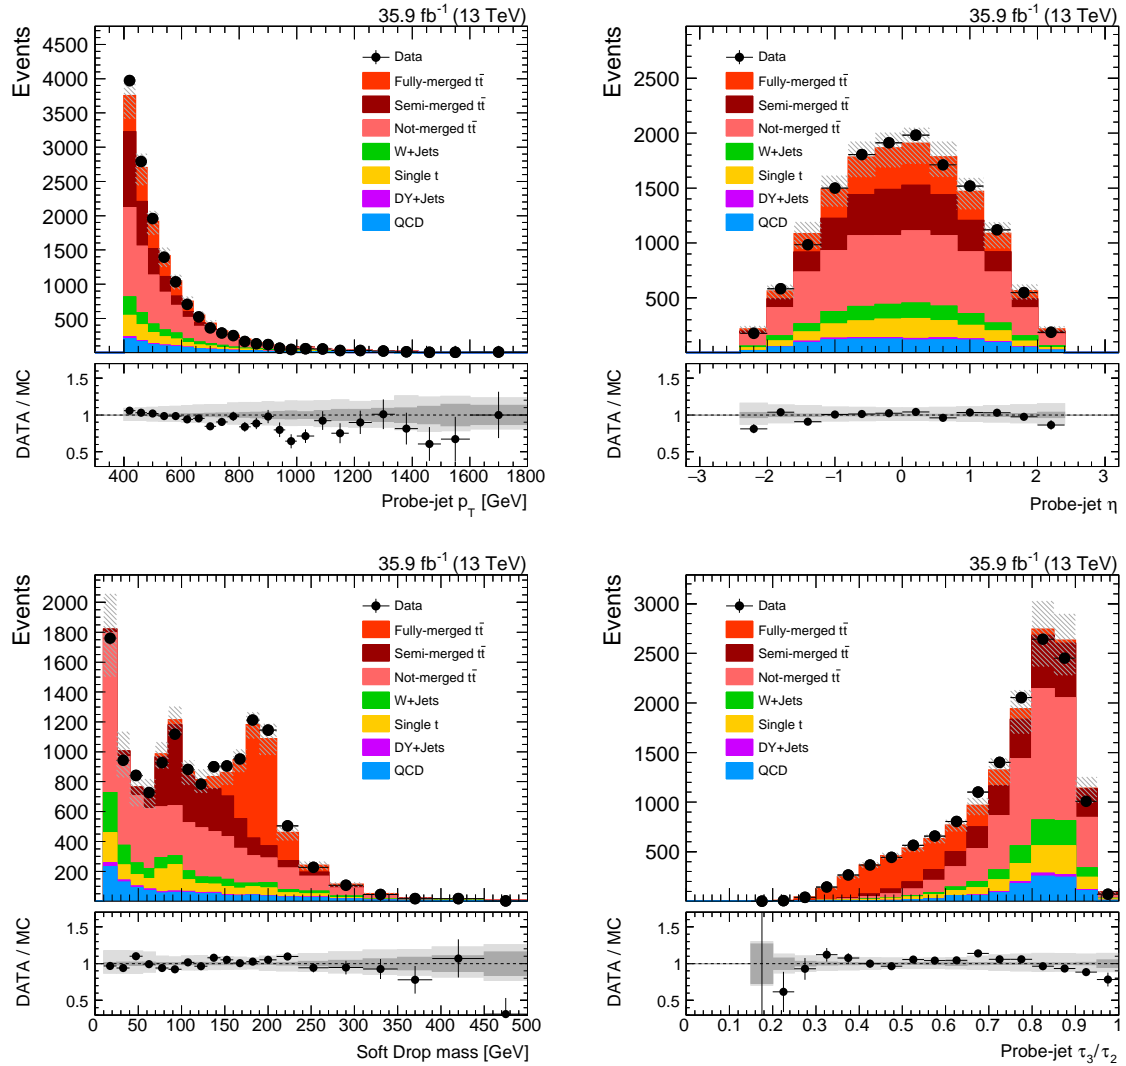 35.9 fb⁻¹ (13 TeV)
Events
4500
4000
3500
3000
2500
2000
1500
1000
500
Data
Fully-merged tt̄
Semi-merged tt̄
Not-merged tt̄
W+Jets
Single t
DY+Jets
QCD
DATA / MC
1.5
1
0.5
400 600 800 1000 1200 1400 1600 1800
Probe-jet p_T [GeV]
35.9 fb⁻¹ (13 TeV)
Events
2500
2000
1500
1000
500
Data
Fully-merged tt̄
Semi-merged tt̄
Not-merged tt̄
W+Jets
Single t
DY+Jets
QCD
DATA / MC
1.5
1
0.5
−3 −2 −1 0 1 2 3
Probe-jet η
35.9 fb⁻¹ (13 TeV)
Events
2000
1800
1600
1400
1200
1000
800
600
400
200
Data
Fully-merged tt̄
Semi-merged tt̄
Not-merged tt̄
W+Jets
Single t
DY+Jets
QCD
DATA / MC
1.5
1
0.5
0 50 100 150 200 250 300 350 400 450 500
Soft Drop mass [GeV]
35.9 fb⁻¹ (13 TeV)
Events
3000
2500
2000
1500
1000
500
Data
Fully-merged tt̄
Semi-merged tt̄
Not-merged tt̄
W+Jets
Single t
DY+Jets
QCD
DATA / MC
1.5
1
0.5
0 0.1 0.2 0.3 0.4 0.5 0.6 0.7 0.8 0.9 1
Probe-jet τ₃/τ₂